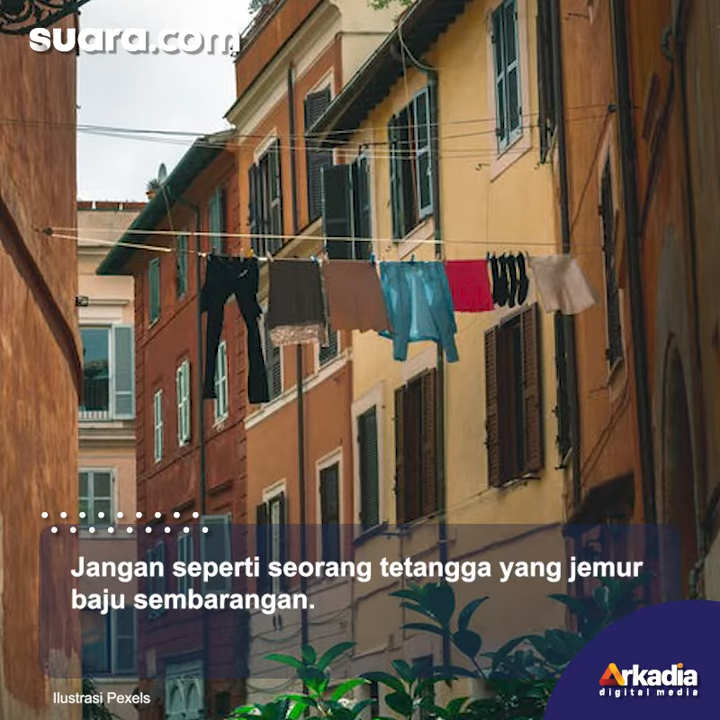 suara.com
Jangan seperti seorang tetangga yang jemur
baju sembarangan.
Ilustrasi Pexels
Arkadia
digital media